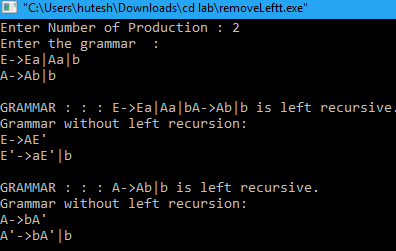 "C:\Users\hutesh\Downloads\cd lab\removeLeftt.exe"
Enter Number of Production : 2
Enter the grammar  :
E->Ea|Aa|b
A->Ab|b
GRAMMAR : : : E->Ea|Aa|bA->Ab|b is left recursive.
Grammar without left recursion:
E->AE'
E'->aE'|b
GRAMMAR : : : A->Ab|b is left recursive.
Grammar without left recursion:
A->bA'
A'->bA'|b